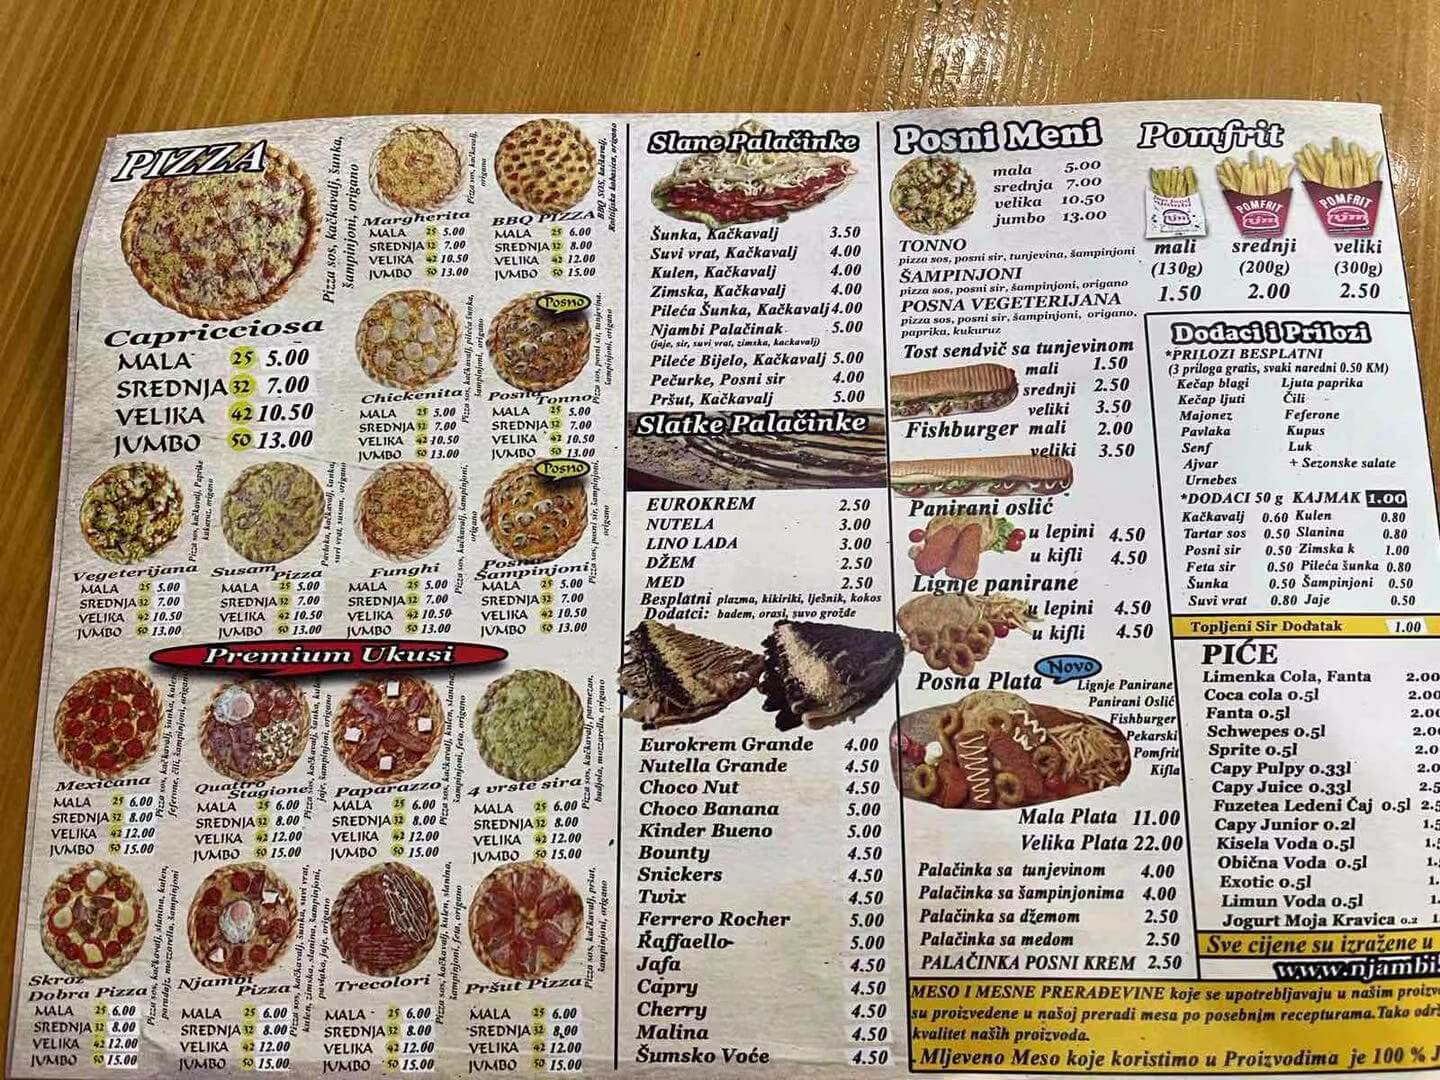 PIZZA
Pizza sos, kačkavalj, šunka,
šampinjoni, origano
Capricciosa
MALA 25 5.00
SREDNJA 32 7.00
VELIKA 42 10.50
JUMBO 50 13.00
Pizza sos, kačkavalj,
origano
Margherita
MALA 25 5.00
SREDNJA 32 7.00
VELIKA 42 10.50
JUMBO 50 13.00
BBQ SOS, kačkavalj,
Roštiljska kobasica, origano
BBQ PIZZA
MALA 25 6.00
SREDNJA 32 8.00
VELIKA 42 12.00
JUMBO 50 15.00
Pizza sos, kačkavalj, pileća šunka,
šampinjoni, origano
Chickenita
MALA 25 5.00
SREDNJA 32 7.00
VELIKA 42 10.50
JUMBO 50 13.00
Posno
Pizza sos, posni sir, tunjevina,
šampinjoni, origano
Posna Tonno
MALA 25 5.00
SREDNJA 32 7.00
VELIKA 42 10.50
JUMBO 50 13.00
Pizza sos, kačkavalj, Paprike
kukuruz, origano
Vegeterijana
MALA 25 5.00
SREDNJA 32 7.00
VELIKA 42 10.50
JUMBO 50 13.00
Pavlaka, kačkavalj, šunka,
suvi vrat, susam, origano
Susam Pizza
MALA 25 5.00
SREDNJA 32 7.00
VELIKA 42 10.50
JUMBO 50 13.00
Pizza sos, kačkavalj, šampinjoni,
origano
Funghi
MALA 25 5.00
SREDNJA 32 7.00
VELIKA 42 10.50
JUMBO 50 13.00
Posno
Pizza sos, posni sir, šampinjoni,
origano
Posna Šampinjoni
MALA 25 5.00
SREDNJA 32 7.00
VELIKA 42 10.50
JUMBO 50 13.00
Premium Ukusi
Pizza sos, kačkavalj, šunka, kulen,
feferone, čili, šampinjoni, origano
Mexicana
MALA 25 6.00
SREDNJA 32 8.00
VELIKA 42 12.00
JUMBO 50 15.00
Pizza sos, kačkavalj, šunka, kulen,
jaje, šampinjoni, origano
Quattro Stagione
MALA 25 6.00
SREDNJA 32 8.00
VELIKA 42 12.00
JUMBO 50 15.00
Pizza sos, kačkavalj, kulen, slanina,
šampinjoni, feta, origano
Paparazzo
MALA 25 6.00
SREDNJA 32 8.00
VELIKA 42 12.00
JUMBO 50 15.00
Pizza sos, kačkavalj, parmezan,
budjola, mozzarella, origano
4 vrste sira
MALA 25 6.00
SREDNJA 32 8.00
VELIKA 42 12.00
JUMBO 50 15.00
Pizza sos, kačkavalj, slanina, kulen,
paradajz, mozzarella, šampinjoni
Skroz Dobra Pizza
MALA 25 6.00
SREDNJA 32 8.00
VELIKA 42 12.00
JUMBO 50 15.00
Pizza sos, kačkavalj, šunka, suvi vrat,
kulen, zimska, slanina, šampinjoni,
pavlaka, jaje, origano
Njambi Pizza
MALA 25 6.00
SREDNJA 32 8.00
VELIKA 42 12.00
JUMBO 50 15.00
Pizza sos, kačkavalj, kulen, slanina,
šampinjoni, feta, origano
Trecolori
MALA 25 6.00
SREDNJA 32 8.00
VELIKA 42 12.00
JUMBO 50 15.00
Pizza sos, kačkavalj, pršut,
šampinjoni, origano
Pršut Pizza
MALA 25 6.00
SREDNJA 32 8.00
VELIKA 42 12.00
JUMBO 50 15.00
Slane Palačinke
Šunka, Kačkavalj 3.50
Suvi vrat, Kačkavalj 4.00
Kulen, Kačkavalj 4.00
Zimska, Kačkavalj 4.00
Pileća Šunka, Kačkavalj 4.00
Njambi Palačinak 5.00
(jaje, sir, suvi vrat, zimska, kackavalj)
Pileće Bijelo, Kačkavalj 5.00
Pečurke, Posni sir 4.00
Pršut, Kačkavalj 5.00
Slatke Palačinke
EUROKREM 2.50
NUTELA 3.00
LINO LADA 3.00
DŽEM 2.50
MED 2.50
Besplatni plazma, kikiriki, lješnik, kokos
Dodatci: badem, orasi, suvo grožđe
Eurokrem Grande 4.00
Nutella Grande 4.50
Choco Nut 4.50
Choco Banana 5.00
Kinder Bueno 5.00
Bounty 4.50
Snickers 4.50
Twix 4.50
Ferrero Rocher 5.00
Raffaello 5.00
Jafa 4.50
Capry 4.50
Cherry 4.50
Malina 4.50
Šumsko Voće 4.50
Posni Meni
mala 5.00
srednja 7.00
velika 10.50
jumbo 13.00
TONNO
pizza sos, posni sir, tunjevina, šampinjoni
ŠAMPINJONI
pizza sos, posni sir, šampinjoni, origano
POSNA VEGETERIJANA
pizza sos, posni sir, šampinjoni, origano,
paprika, kukuruz
Tost sendvič sa tunjevinom
mali 1.50
srednji 2.50
veliki 3.50
Fishburger mali 2.00
veliki 3.50
Panirani oslić
u lepini 4.50
u kifli 4.50
Lignje panirane
u lepini 4.50
u kifli 4.50
Posna Plata
Novo
Lignje Panirane
Panirani Oslić
Fishburger
Pekarski
Pomfrit
Kifla
Mala Plata 11.00
Velika Plata 22.00
Palačinka sa tunjevinom 4.00
Palačinka sa šampinjonima 4.00
Palačinka sa džemom 2.50
Palačinka sa medom 2.50
PALAČINKA POSNI KREM 2.50
Pomfrit
POMFRIT
POMFRIT
mali srednji veliki
(130g) (200g) (300g)
1.50 2.00 2.50
Dodaci i Prilozi
*PRILOZI BESPLATNI
(3 priloga gratis, svaki naredni 0.50 KM)
Kečap blagi Ljuta paprika
Kečap ljuti Čili
Majonez Feferone
Pavlaka Kupus
Senf Luk
Ajvar + Sezonske salate
Urnebes
*DODACI 50 g KAJMAK 1.00
Kačkavalj 0.60 Kulen 0.80
Tartar sos 0.50 Slanina 0.80
Posni sir 0.50 Zimska k 1.00
Feta sir 0.50 Pileća šunka 0.80
Šunka 0.50 Šampinjoni 0.50
Suvi vrat 0.80 Jaje 0.50
Topljeni Sir Dodatak 1.00
PIĆE
Limenka Cola, Fanta 2.00
Coca cola 0.5l 2.00
Fanta 0.5l 2.0
Schwepes 0.5l 2.0
Sprite 0.5l 2.0
Capy Pulpy 0.33l 2.
Capy Juice 0.33l 2.5
Fuzetea Ledeni Čaj 0.5l 2.5
Capy Junior 0.2l 1.5
Kisela Voda 0.5l 1.
Obična Voda 0.5l 1.
Exotic 0.5l 1.
Limun Voda 0.5l 1.
Jogurt Moja Kravica 0.2 1.
Sve cijene su izražene u
www.njambi
MESO I MESNE PRERAĐEVINE koje se upotrebljavaju u našim proizv
su proizvedene u našoj preradi mesa po posebnim recepturama. Tako održ
kvalitet naših proizvoda.
Mljeveno Meso koje koristimo u Proizvodima je 100 % J